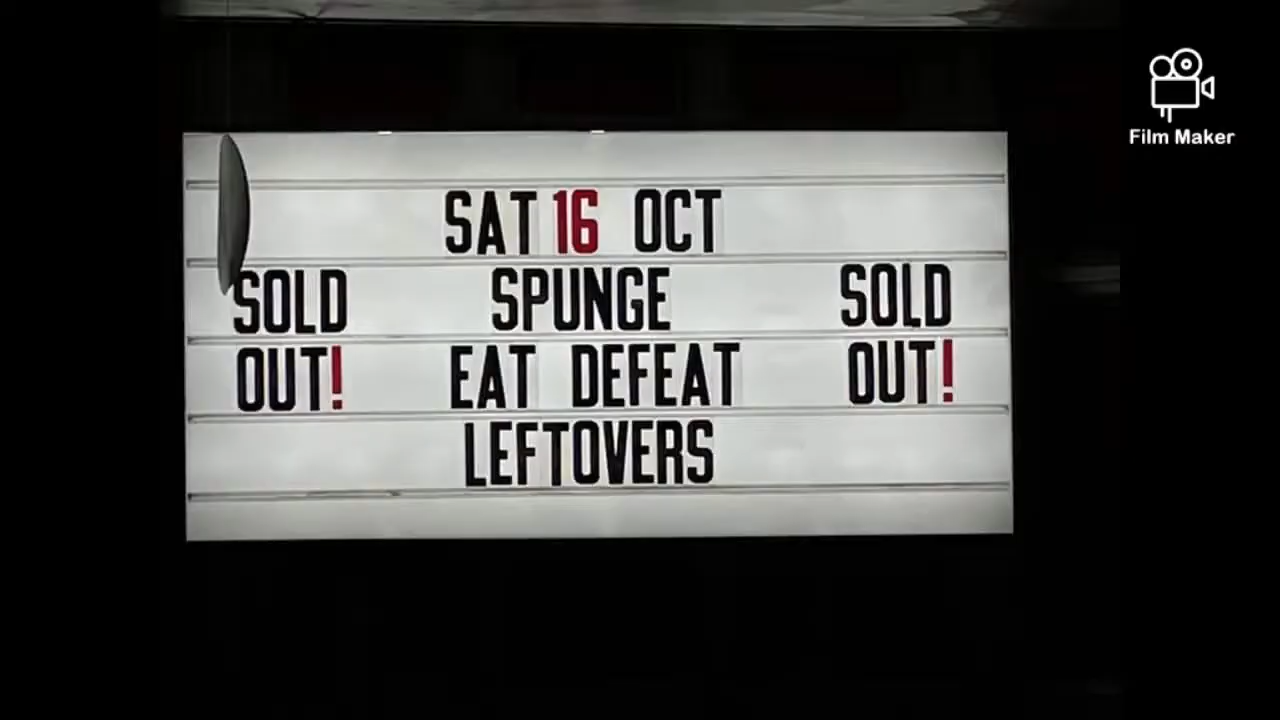 SAT 16 OCT
SOLD SPUNGE SOLD
OUT! EAT DEFEAT OUT!
LEFTOVERS
Film Maker